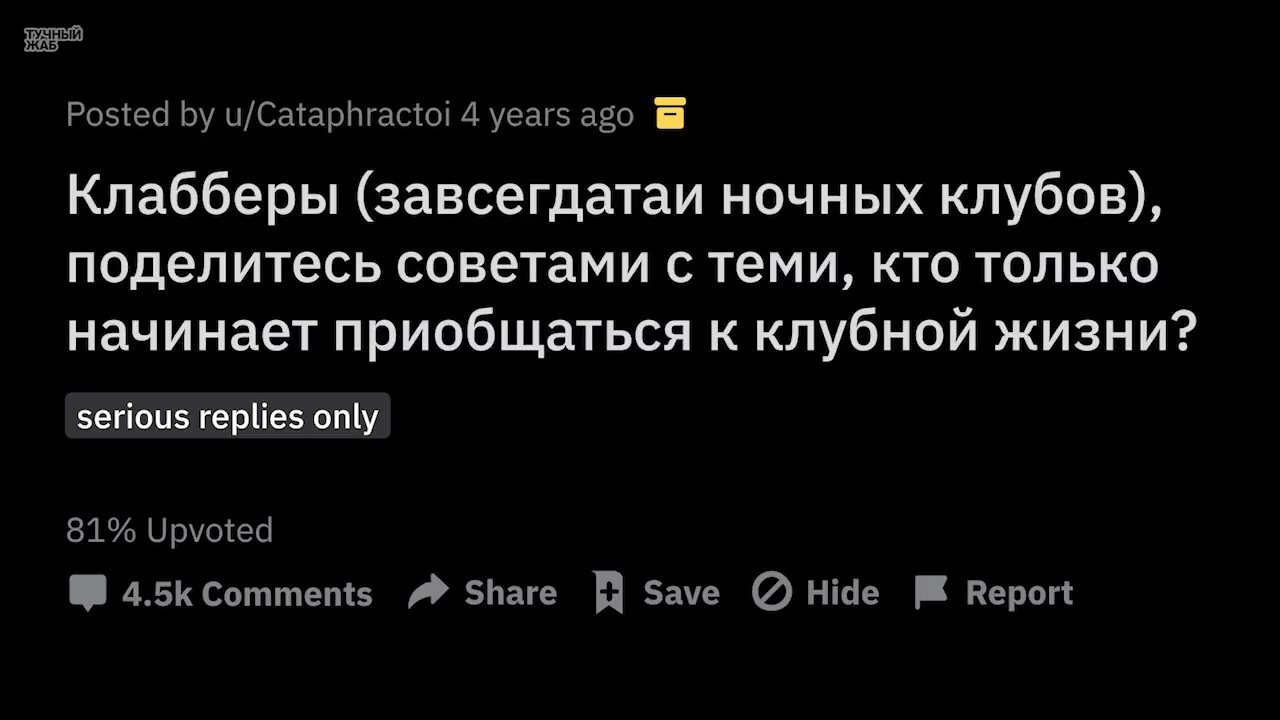 ТУЧНЫЙ
ЖАБ
Posted by u/Cataphractoi 4 years ago
Клабберы (завсегдатаи ночных клубов),
поделитесь советами с теми, кто только
начинает приобщаться к клубной жизни?
serious replies only
81% Upvoted
4.5k Comments Share Save Hide Report